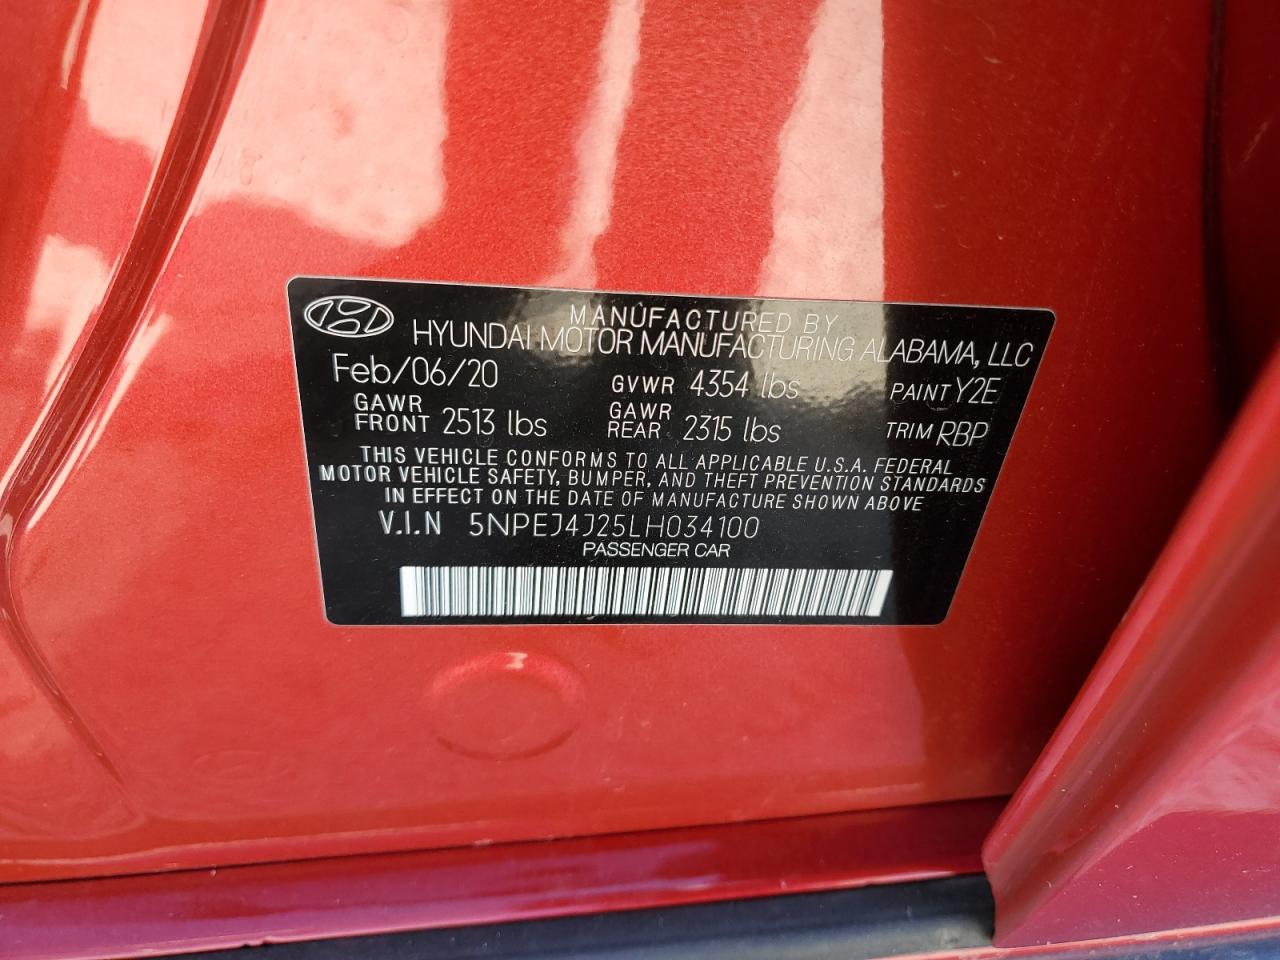 MANUFACTURED BY
HYUNDAI MOTOR MANUFACTURING ALABAMA, LLC
Feb/06/20 GVWR 4354 lbs PAINT Y2E
GAWR FRONT 2513 lbs GAWR REAR 2315 lbs TRIM RBP
THIS VEHICLE CONFORMS TO ALL APPLICABLE U.S.A. FEDERAL
MOTOR VEHICLE SAFETY, BUMPER, AND THEFT PREVENTION STANDARDS
IN EFFECT ON THE DATE OF MANUFACTURE SHOWN ABOVE
V.I.N 5NPEJ4J25LH034100
PASSENGER CAR